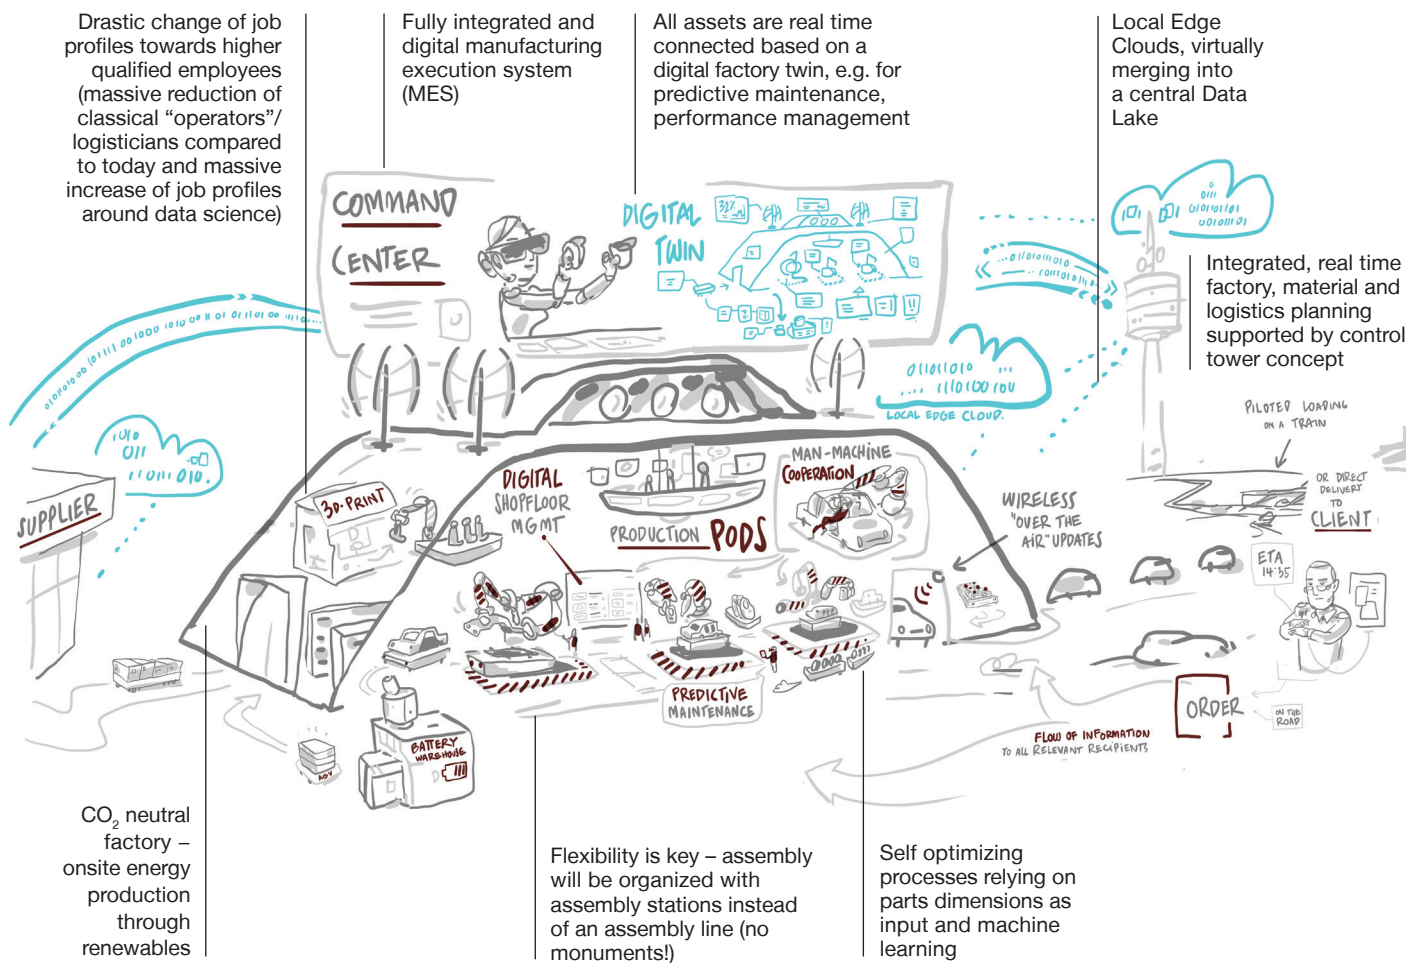 Drastic change of job
profiles towards higher
qualified employees
(massive reduction of
classical “operators”/
logisticians compared
to today and massive
increase of job profiles
around data science)
Fully integrated and
digital manufacturing
execution system
(MES)
All assets are real time
connected based on a
digital factory twin, e.g. for
predictive maintenance,
performance management
Local Edge
Clouds, virtually
merging into
a central Data
Lake
Integrated, real time
factory, material and
logistics planning
supported by control
tower concept
COMMAND
CENTER
DIGITAL
TWIN
LOCAL EDGE CLOUD.
PILOTED LOADING
ON A TRAIN
OR DIRECT
DELIVERY
TO
CLIENT
SUPPLIER
3D-PRINT
DIGITAL
SHOPFLOOR
MGMT
PRODUCTION PODS
MAN-MACHINE
COOPERATION
WIRELESS
"OVER THE
AIR" UPDATES
ETA
14:35
PREDICTIVE
MAINTENANCE
BATTERY
WAREHOUSE
AGV
ORDER
ON THE
ROAD
FLOW OF INFORMATION
TO ALL RELEVANT RECIPIENTS
CO2 neutral
factory –
onsite energy
production
through
renewables
Flexibility is key – assembly
will be organized with
assembly stations instead
of an assembly line (no
monuments!)
Self optimizing
processes relying on
parts dimensions as
input and machine
learning